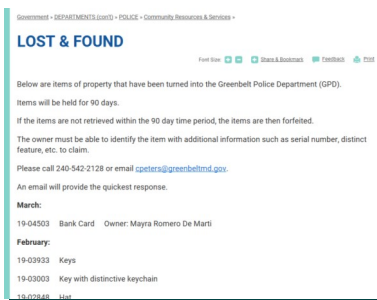 Government » DEPARTMENTS (con't) » POLICE » Community Resources & Services »
LOST & FOUND
Font Size: + - + Share & Bookmark Feedback Print
Below are items of property that have been turned into the Greenbelt Police Department (GPD).
Items will be held for 90 days.
If the items are not retrieved within the 90 day time period, the items are then forfeited.
The owner must be able to identify the item with additional information such as serial number, distinct
feature, etc. to claim.
Please call 240-542-2128 or email cpeters@greenbeltmd.gov.
An email will provide the quickest response.
March:
19-04503 Bank Card Owner: Mayra Romero De Marti
February:
19-03933 Keys
19-03003 Key with distinctive keychain
19-02848 Hat